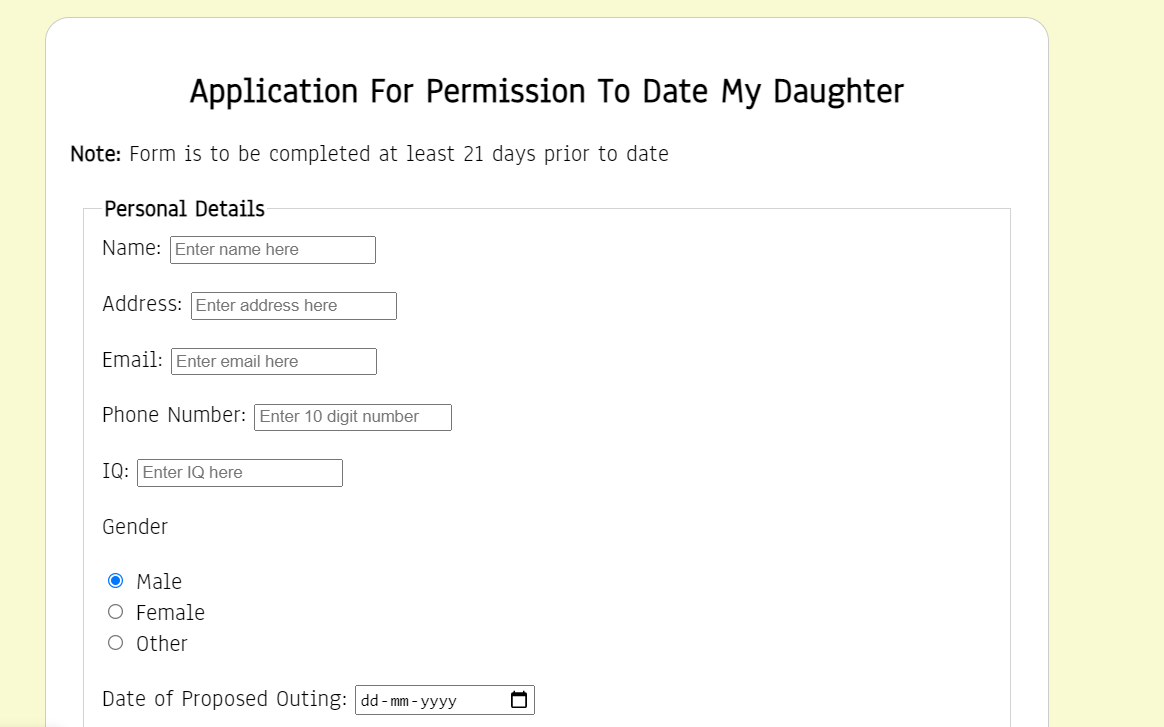 Application For Permission To Date My Daughter
Note: Form is to be completed at least 21 days prior to date
Personal Details
Name: Enter name here
Address: Enter address here
Email: Enter email here
Phone Number: Enter 10 digit number
IQ: Enter IQ here
Gender
Male
Female
Other
Date of Proposed Outing: dd-mm-yyyy